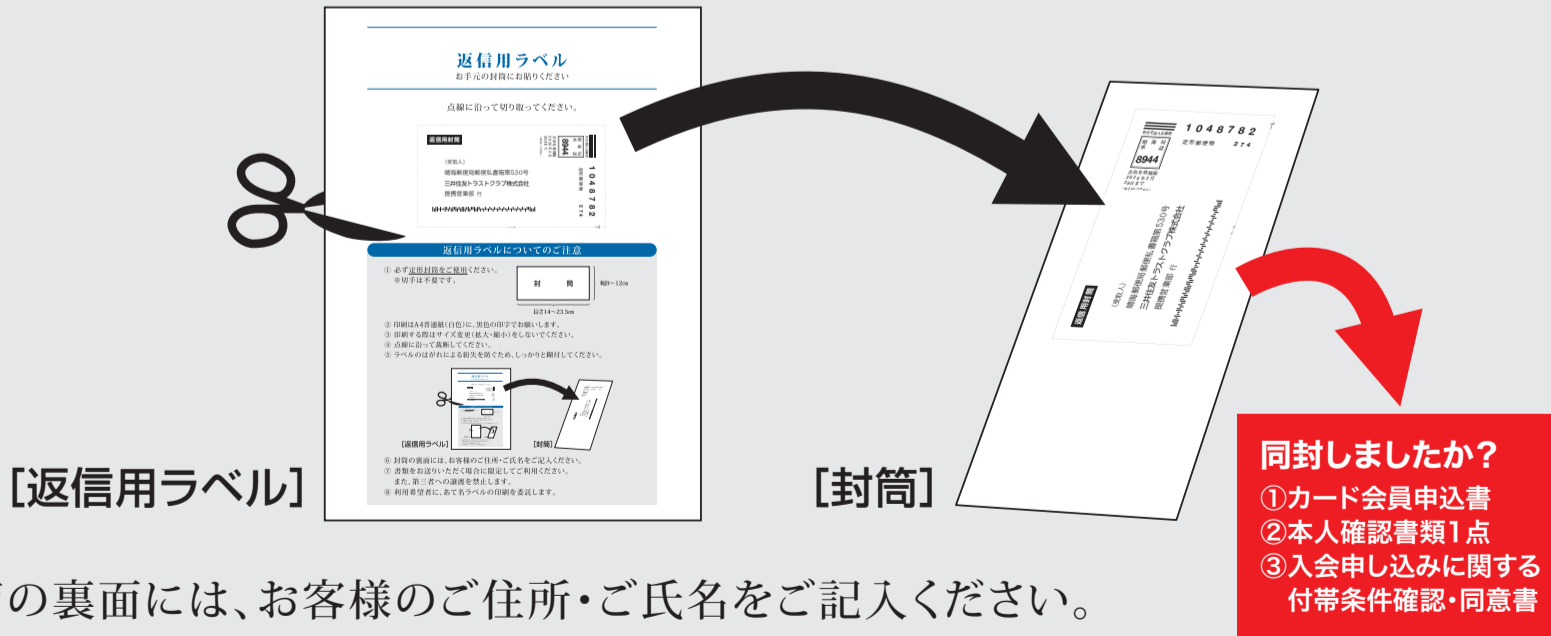 返信用ラベル
お手元の封筒にお貼りください
点線に沿って切り取ってください。
返信用封筒
(受取人)
晴海郵便局郵便私書箱第530号
三井住友トラストクラブ株式会社
提携営業部 行
8944
1048782
定形郵便物
274
返信用ラベルについてのご注意
① 必ず定形封筒をご使用ください。
※切手は不要です。
封 筒
幅9〜12cm
長さ14〜23.5cm
② 印刷はA4普通紙(白色)に、黒色の印字でお願いします。
③ 印刷する際はサイズ変更(拡大・縮小)をしないでください。
④ 点線に沿って裁断してください。
⑤ ラベルのはがれによる紛失を防ぐため、しっかりと糊付してください。
[返信用ラベル]
[封筒]
⑥ 封筒の裏面には、お客様のご住所・ご氏名をご記入ください。
⑦ 書類をお送りいただく場合に限定してご利用ください。
また、第三者への譲渡を禁止します。
⑧ 利用希望者に、あて名ラベルの印刷を委託します。
[返信用ラベル]
1048782
定形郵便物 274
8944
返信用封筒
(受取人)
晴海郵便局郵便私書箱第530号
三井住友トラストクラブ株式会社
提携営業部 行
[封筒]
同封しましたか?
①カード会員申込書
②本人確認書類1点
③入会申し込みに関する
付帯条件確認・同意書
の裏面には、お客様のご住所・ご氏名をご記入ください。